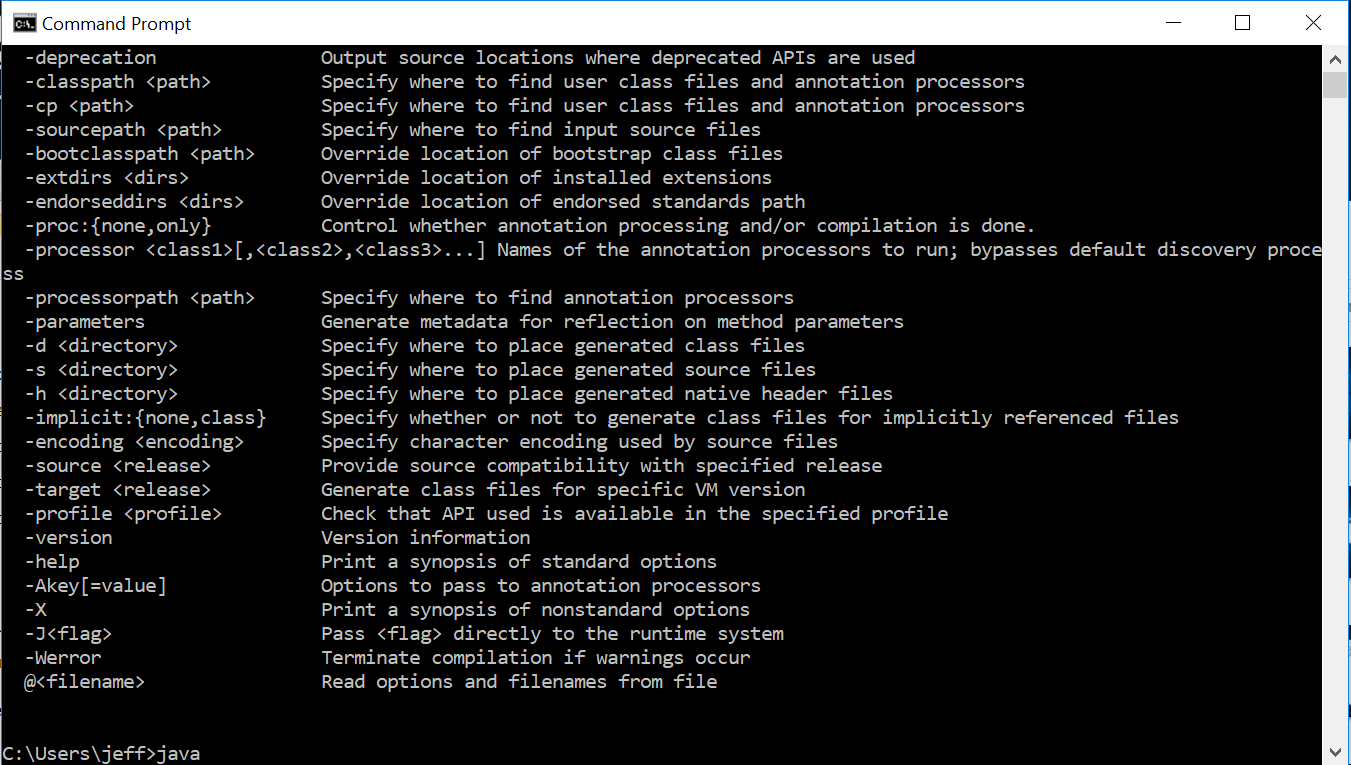 Command Prompt
-deprecation Output source locations where deprecated APIs are used
-classpath <path> Specify where to find user class files and annotation processors
-cp <path> Specify where to find user class files and annotation processors
-sourcepath <path> Specify where to find input source files
-bootclasspath <path> Override location of bootstrap class files
-extdirs <dirs> Override location of installed extensions
-endorseddirs <dirs> Override location of endorsed standards path
-proc:{none,only} Control whether annotation processing and/or compilation is done.
-processor <class1>[,<class2>,<class3>...] Names of the annotation processors to run; bypasses default discovery proce
ss
-processorpath <path> Specify where to find annotation processors
-parameters Generate metadata for reflection on method parameters
-d <directory> Specify where to place generated class files
-s <directory> Specify where to place generated source files
-h <directory> Specify where to place generated native header files
-implicit:{none,class} Specify whether or not to generate class files for implicitly referenced files
-encoding <encoding> Specify character encoding used by source files
-source <release> Provide source compatibility with specified release
-target <release> Generate class files for specific VM version
-profile <profile> Check that API used is available in the specified profile
-version Version information
-help Print a synopsis of standard options
-Akey[=value] Options to pass to annotation processors
-X Print a synopsis of nonstandard options
-J<flag> Pass <flag> directly to the runtime system
-Werror Terminate compilation if warnings occur
@<filename> Read options and filenames from file
C:\Users\jeff>java